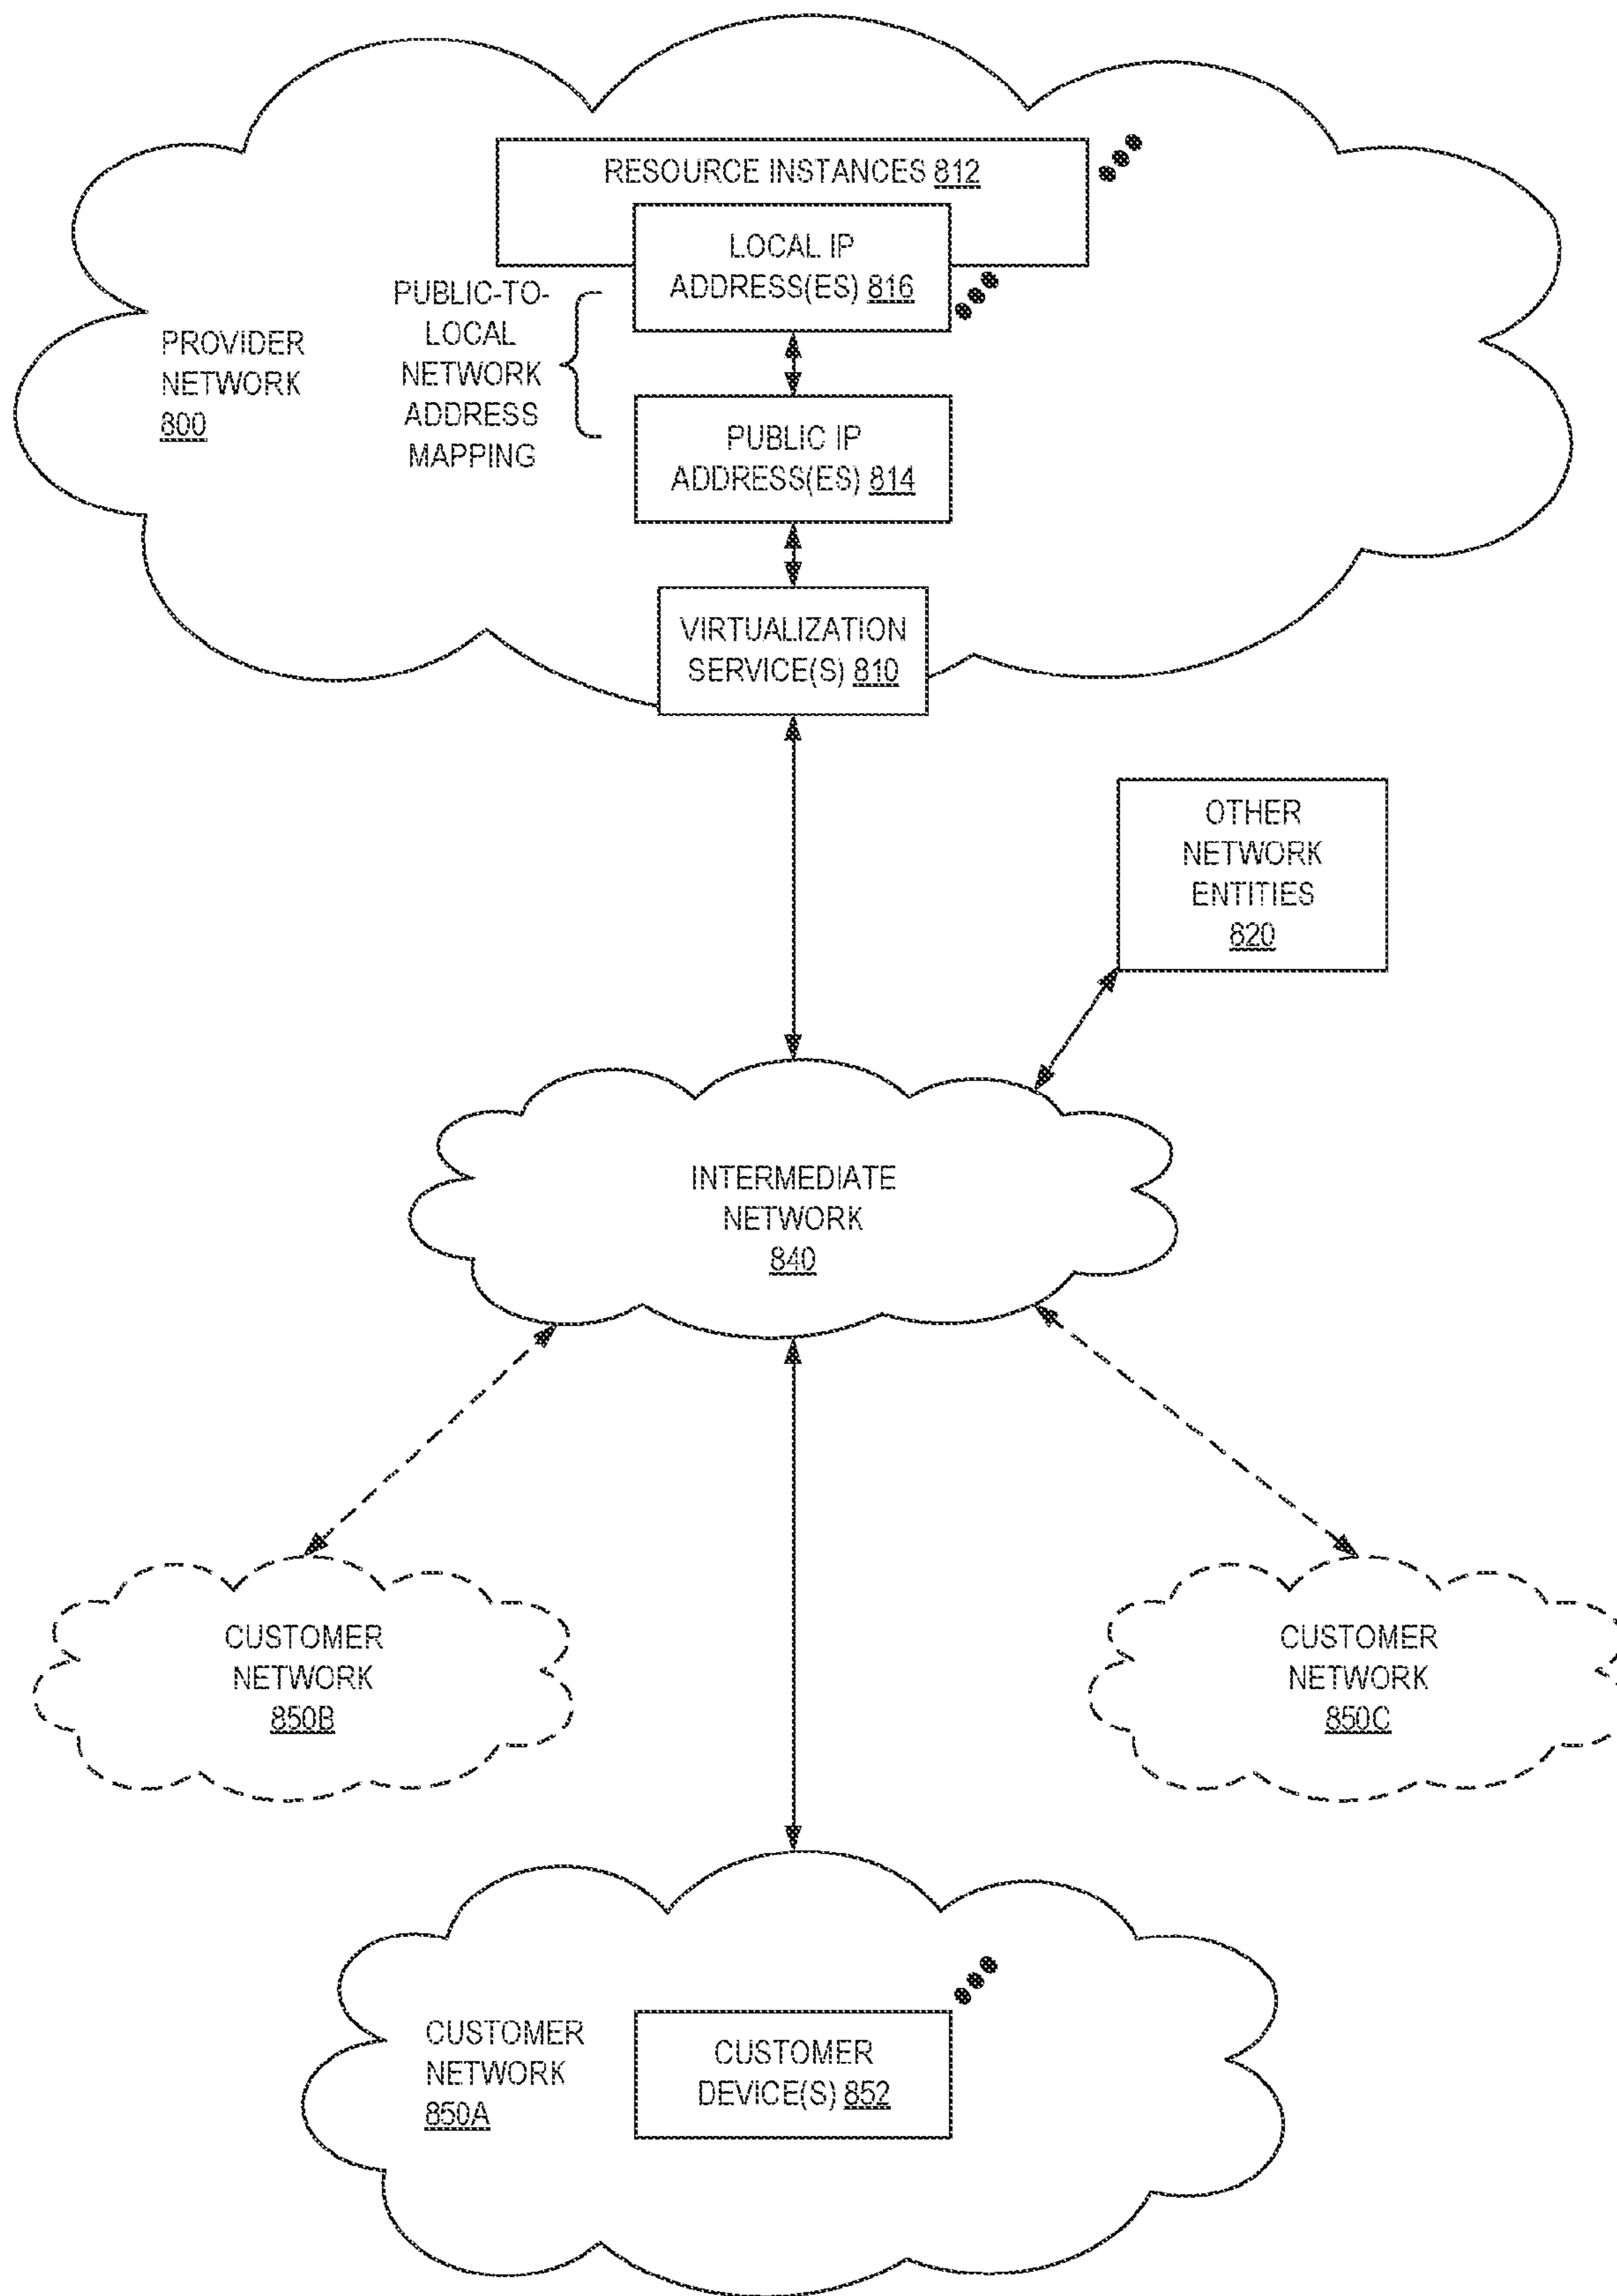 RESOURCE INSTANCES 812
LOCAL IP
ADDRESS(ES) 816
PUBLIC-TO-
LOCAL
NETWORK
ADDRESS
MAPPING
PROVIDER
NETWORK
800
PUBLIC IP
ADDRESS(ES) 814
VIRTUALIZATION
SERVICE(S) 810
OTHER
NETWORK
ENTITIES
820
INTERMEDIATE
NETWORK
840
CUSTOMER
NETWORK
850B
CUSTOMER
NETWORK
850C
CUSTOMER
NETWORK
850A
CUSTOMER
DEVICE(S) 852